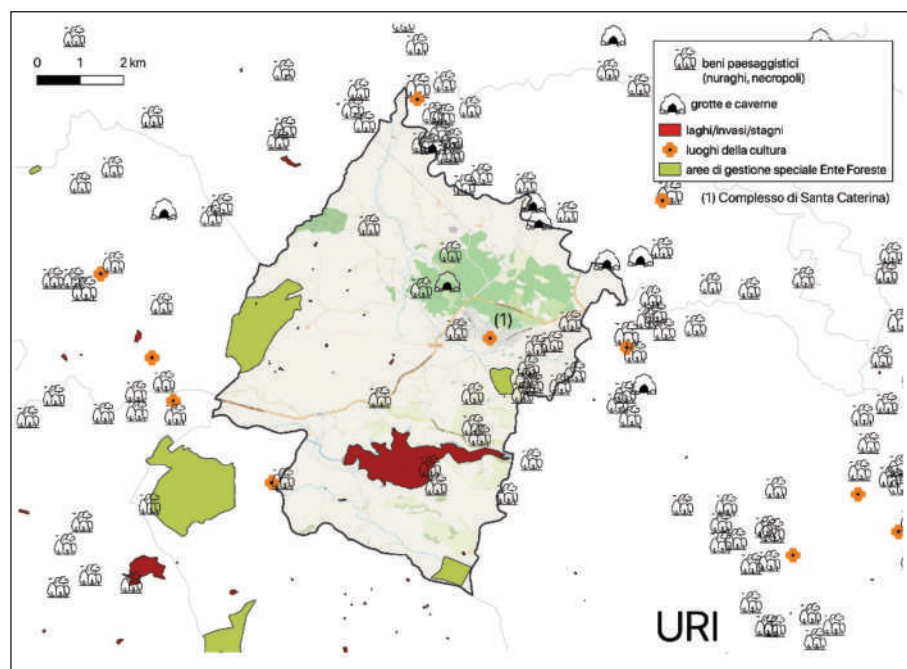 0 1 2 km
beni paesaggistici
(nuraghi, necropoli)
grotte e caverne
laghi/invasi/stagni
luoghi della cultura
aree di gestione speciale Ente Foreste
(1) Complesso di Santa Caterina)
(1)
URI